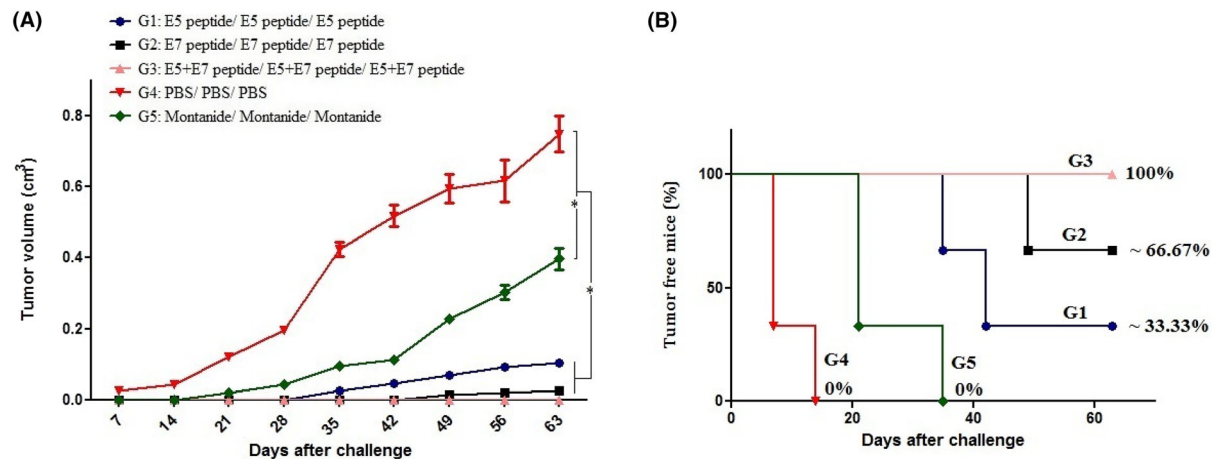 (A)
G1: E5 peptide/ E5 peptide/ E5 peptide
G2: E7 peptide/ E7 peptide/ E7 peptide
G3: E5+E7 peptide/ E5+E7 peptide/ E5+E7 peptide
G4: PBS/ PBS/ PBS
G5: Montanide/ Montanide/ Montanide
Tumor volume (cm³)
0.8
0.6
0.4
0.2
0.0
*
*
7 14 21 28 35 42 49 56 63
Days after challenge
(B)
Tumor free mice (%)
100
50
0
G3 100%
G2 ~ 66.67%
G1 ~ 33.33%
G4 0%
G5 0%
0 20 40 60
Days after challenge